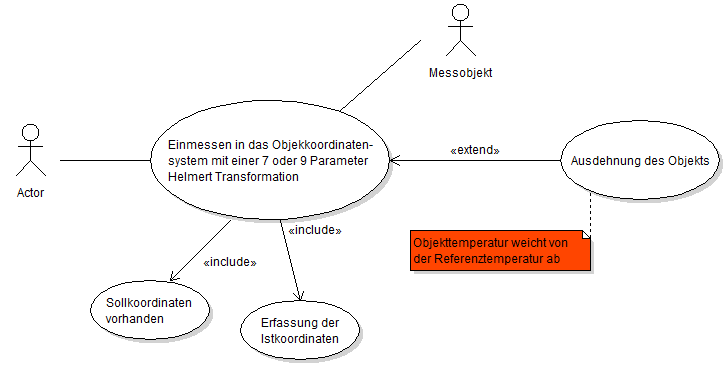 Messobjekt
Einmessen in das Objekkoordinaten-
system mit einer 7 oder 9 Parameter
Helmert Transformation
«extend»
Ausdehnung des Objekts
Actor
«include»
«include»
Objekttemperatur weicht von
der Referenztemperatur ab
Sollkoordinaten
vorhanden
Erfassung der
Istkoordinaten